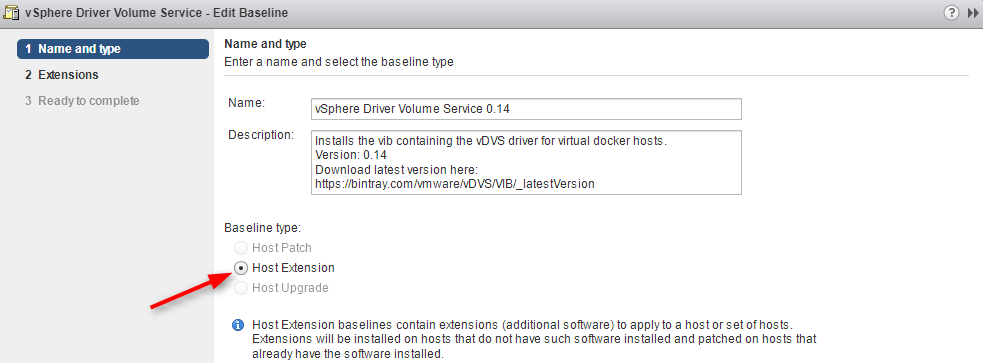 vSphere Driver Volume Service - Edit Baseline
?
1 Name and type
2 Extensions
3 Ready to complete
Name and type
Enter a name and select the baseline type
Name:
vSphere Driver Volume Service 0.14
Description:
Installs the vib containing the vDVS driver for virtual docker hosts.
Version: 0.14
Download latest version here:
https://bintray.com/vmware/vDVS/VIB/_latestVersion
Baseline type:
Host Patch
Host Extension
Host Upgrade
Host Extension baselines contain extensions (additional software) to apply to a host or set of hosts.
Extensions will be installed on hosts that do not have such software installed and patched on hosts that
already have the software installed.